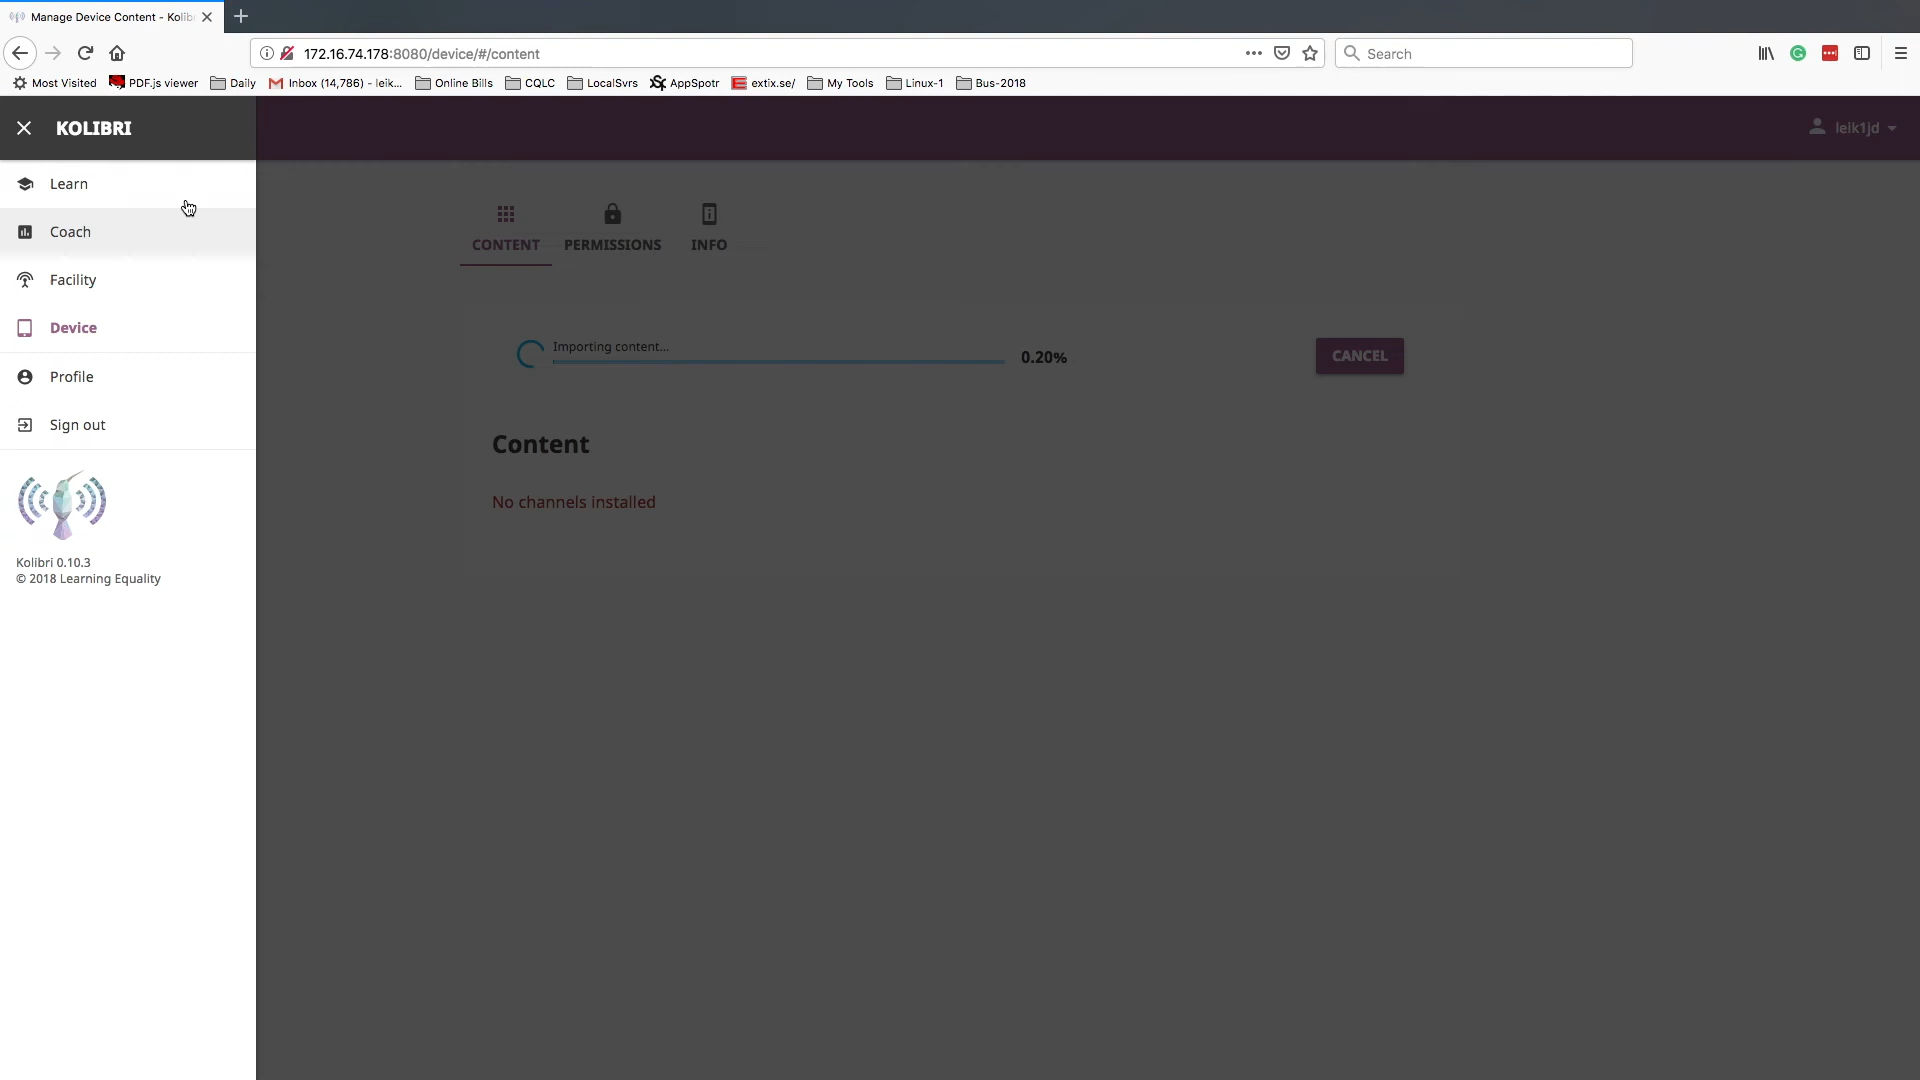 Manage Device Content - Kolib
172.16.74.178:8080/device/#/content
Search
Most Visited
PDF.js viewer
Daily
Inbox (14,786) - leik...
Online Bills
CQLC
LocalSvrs
AppSpotr
extix.se/
My Tools
Linux-1
Bus-2018
KOLIBRI
leik1jd
Learn
Coach
Facility
Device
Profile
Sign out
Kolibri 0.10.3
© 2018 Learning Equality
CONTENT
PERMISSIONS
INFO
Importing content...
0.20%
CANCEL
Content
No channels installed